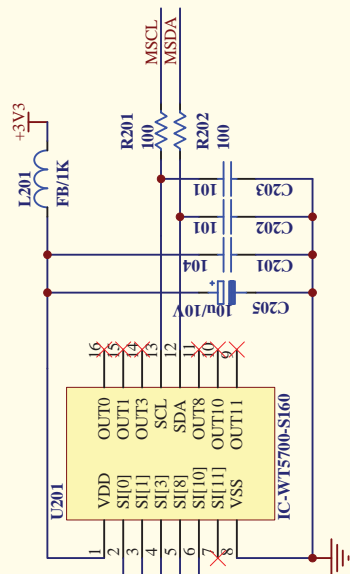 MSCL
MSDA
+3V3
L201
FB/1K
R201
100
R202
100
101
C203
101
C202
104
C201
10u/10V
C205
+
16
15
14
13
12
11
10
9
U201
OUT0
OUT1
OUT3
SCL
SDA
OUT8
OUT10
OUT11
VDD
SI[0]
SI[1]
SI[3]
SI[8]
SI[10]
SI[11]
VSS
IC-WT5700-S160
1
2
3
4
5
6
7
8